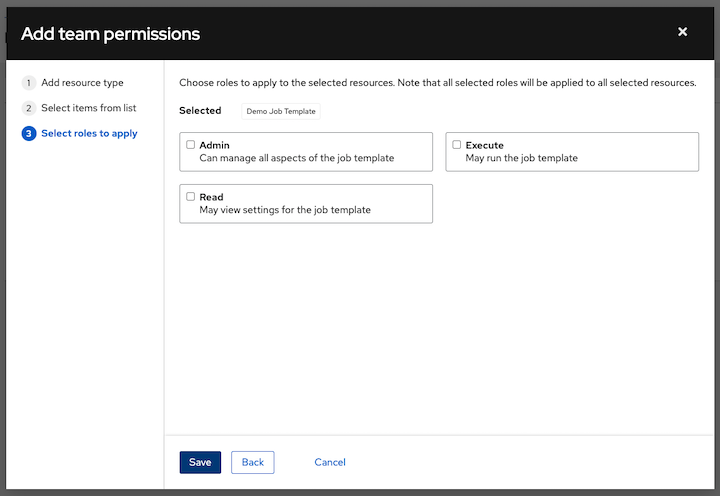 Add team permissions
1 Add resource type
2 Select items from list
3 Select roles to apply
Choose roles to apply to the selected resources. Note that all selected roles will be applied to all selected resources.
Selected Demo Job Template
Admin
Can manage all aspects of the job template
Execute
May run the job template
Read
May view settings for the job template
Save Back Cancel